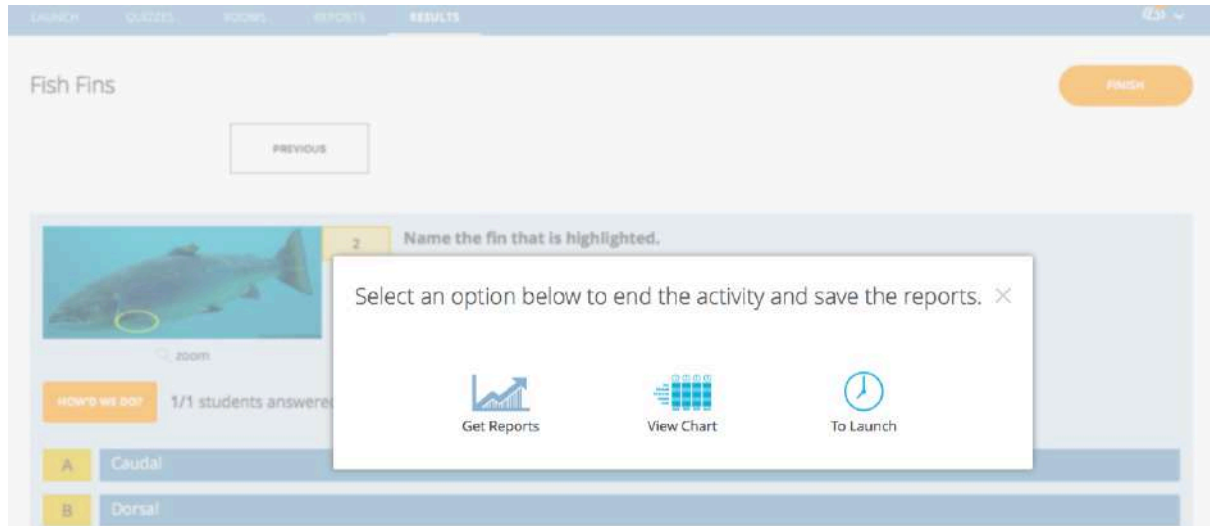 LAUNCH QUIZZES ROOMS REPORTS RESULTS
Fish Fins
FINISH
PREVIOUS
2 Name the fin that is highlighted.
Select an option below to end the activity and save the reports.
zoom
HOW'D WE DO? 1/1 students answered
Get Reports View Chart To Launch
A Caudal
B Dorsal